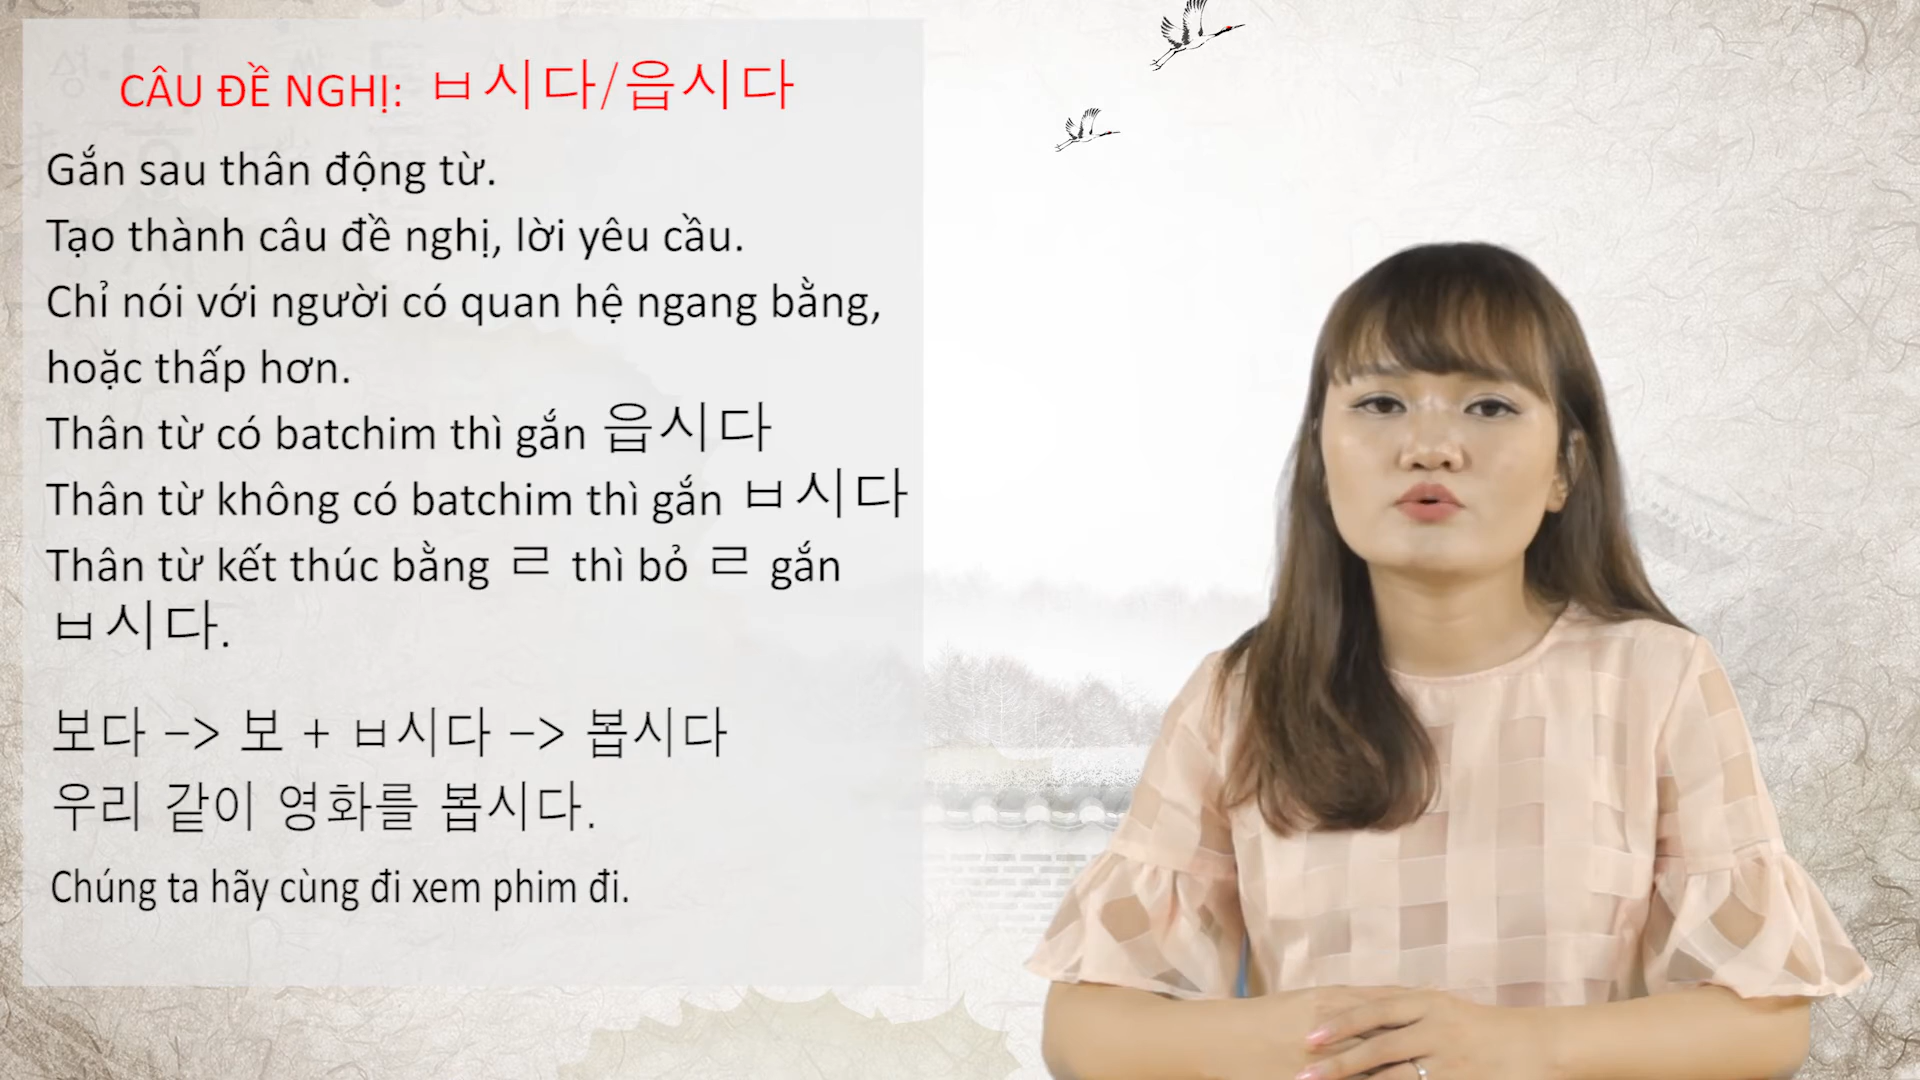 CÂU ĐỀ NGHỊ: ㅂ시다/읍시다
Gắn sau thân động từ.
Tạo thành câu đề nghị, lời yêu cầu.
Chỉ nói với người có quan hệ ngang bằng,
hoặc thấp hơn.
Thân từ có batchim thì gắn 읍시다
Thân từ không có batchim thì gắn ㅂ시다
Thân từ kết thúc bằng ㄹ thì bỏ ㄹ gắn
ㅂ시다.
보다 –> 보 + ㅂ시다 –> 봅시다
우리 같이 영화를 봅시다.
Chúng ta hãy cùng đi xem phim đi.